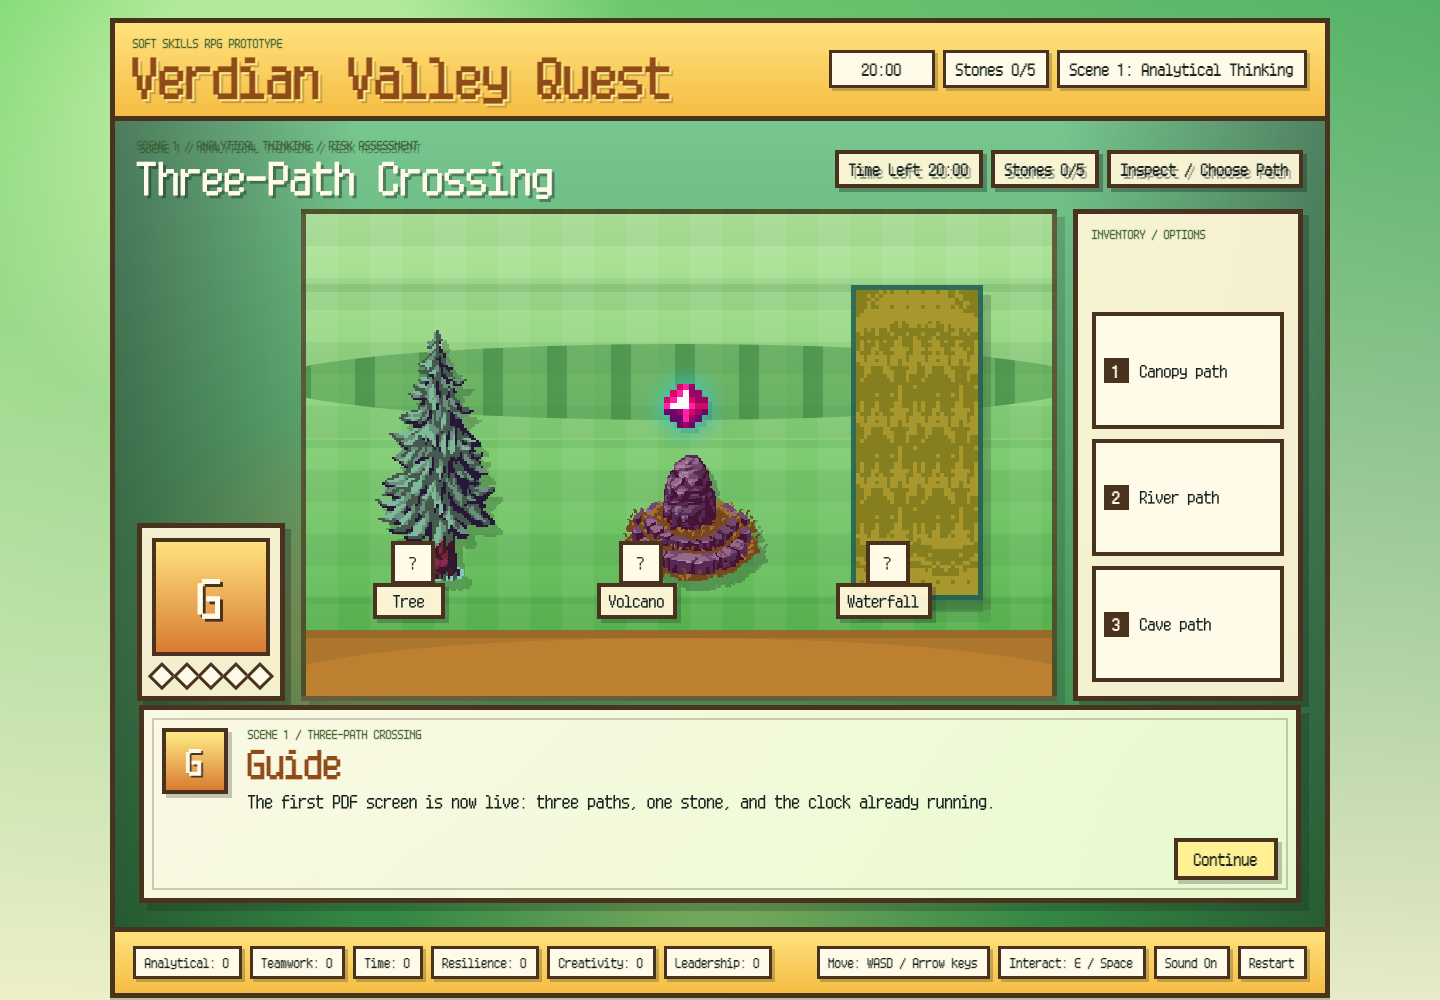 SOFT SKILLS RPG PROTOTYPE
Verdian Valley Quest
20:00
Stones 0/5
Scene 1: Analytical Thinking
SCENE 1 // ANALYTICAL THINKING // RISK ASSESSMENT
Three-Path Crossing
Time Left 20:00
Stones 0/5
Inspect / Choose Path
INVENTORY / OPTIONS
1 Canopy path
2 River path
3 Cave path
?
Tree
?
Volcano
?
Waterfall
G
G
SCENE 1 / THREE-PATH CROSSING
Guide
The first PDF screen is now live: three paths, one stone, and the clock already running.
Continue
Analytical: 0
Teamwork: 0
Time: 0
Resilience: 0
Creativity: 0
Leadership: 0
Move: WASD / Arrow keys
Interact: E / Space
Sound On
Restart